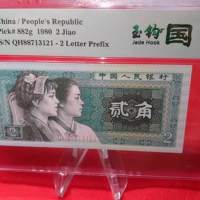 China / People's Republic
Pick# 882g 1980 2 Jiao
S/N QH88713121 - 2 Letter Prefix
玉钩国
Jade Hook
中国人民银行
贰角
2